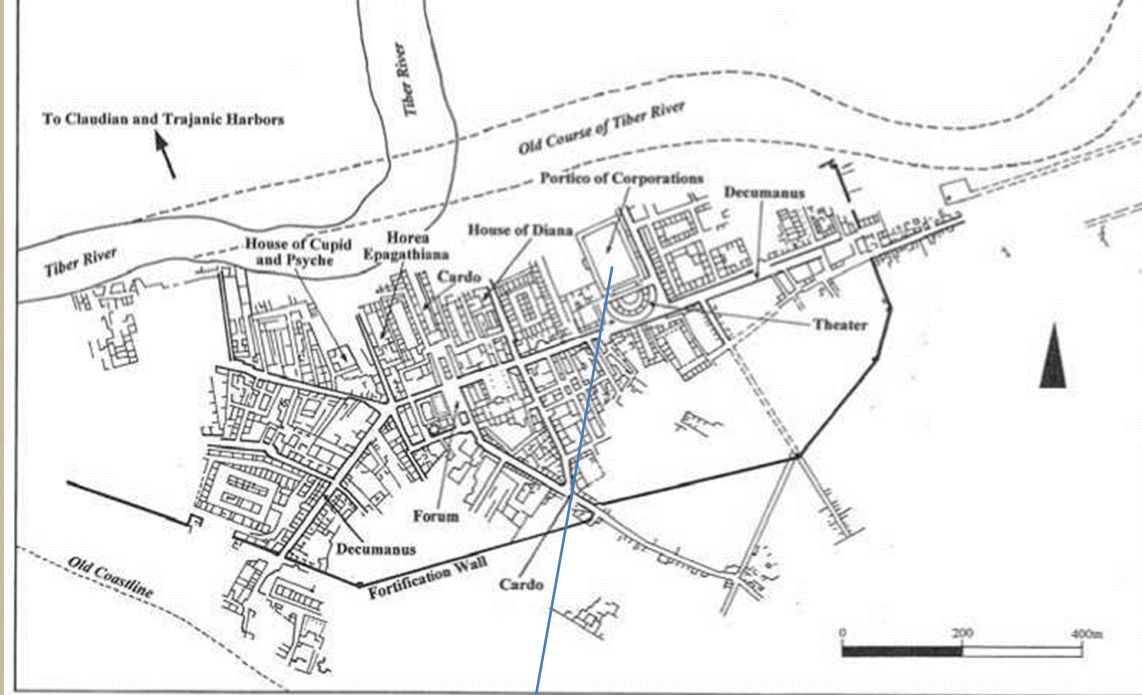 Tiber River
To Claudian and Trajanic Harbors
Old Course of Tiber River
Portico of Corporations
Decumanus
House of Diana
Horea
Epagathiana
House of Cupid
and Psyche
Tiber River
Cardo
Theater
Forum
Decumanus
Fortification Wall
Cardo
Old Coastline
0 200 400m